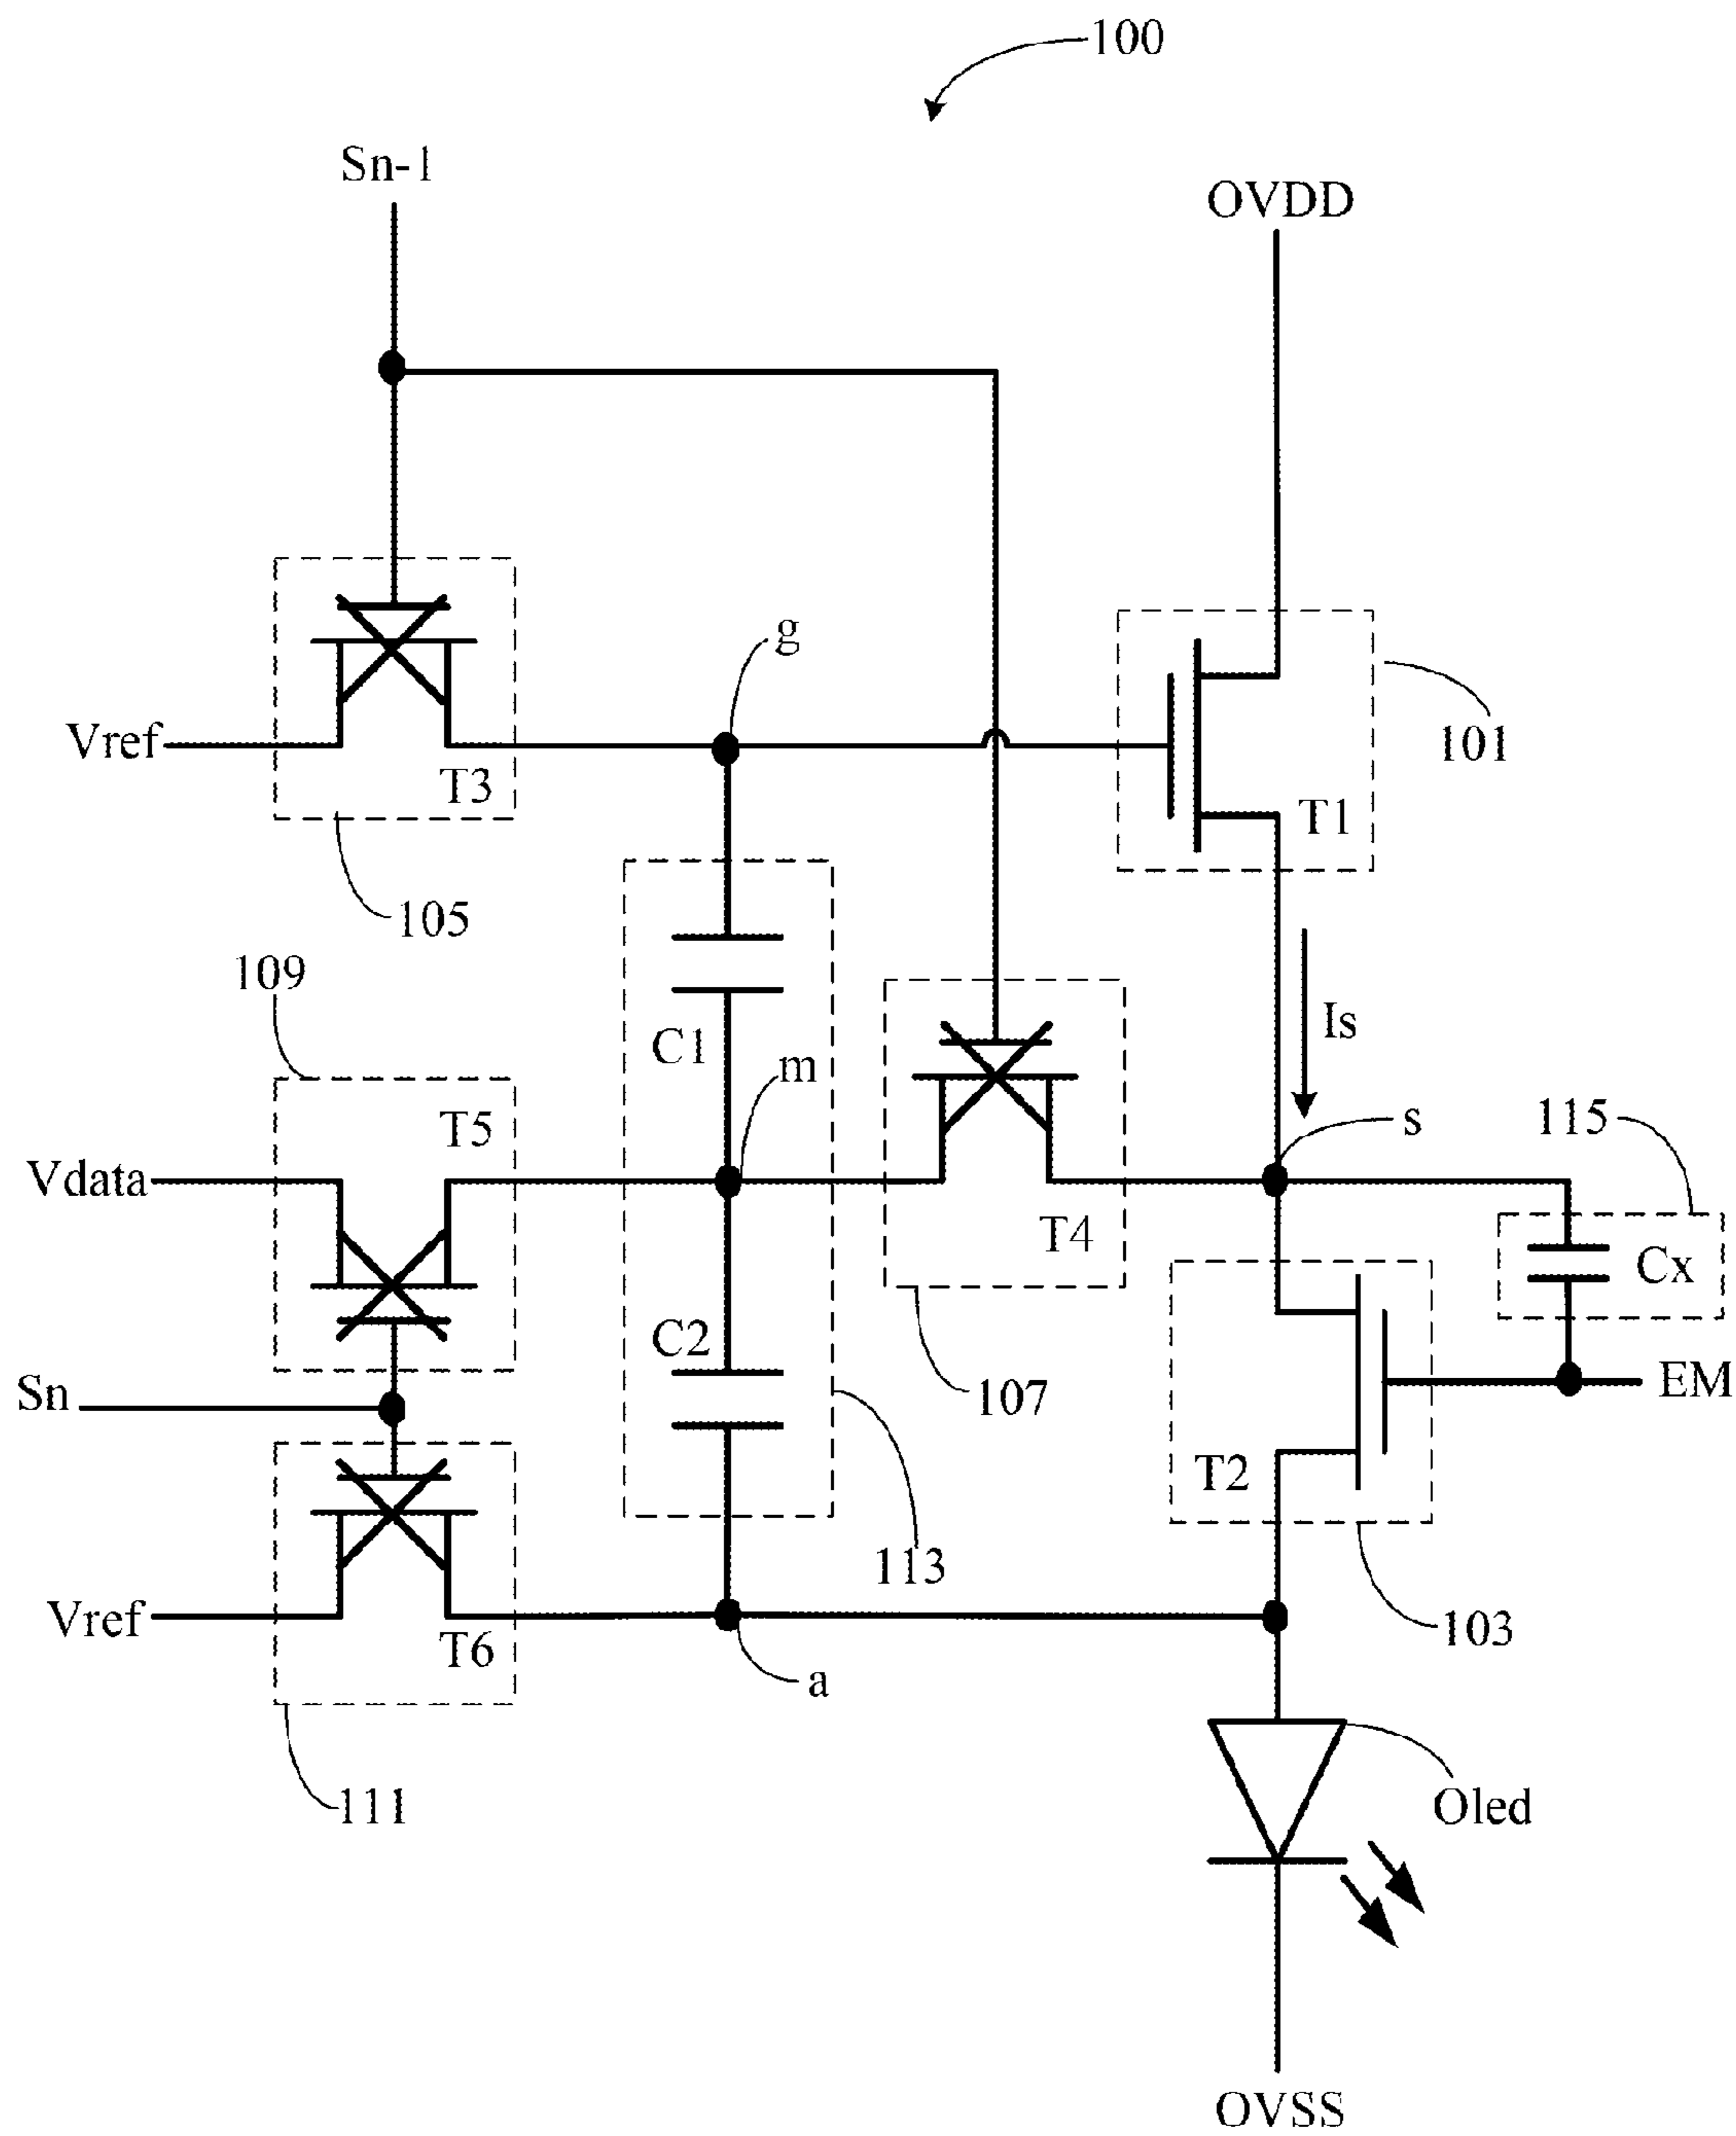 100
Sn-1
OVDD
g
Vref
T3
101
T1
105
109
C1
m
Is
T5
115
s
Vdata
T4
Cx
C2
Sn
107
EM
T2
113
Vref
T6
103
a
111
Oled
OVSS